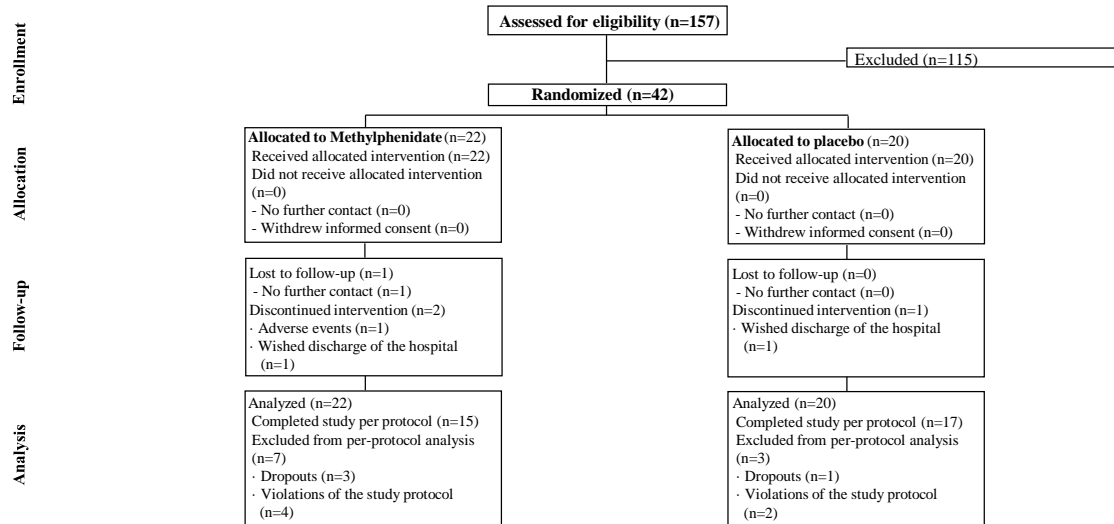 Enrollment
Assessed for eligibility (n=157)
Excluded (n=115)
Randomized (n=42)
Allocation
Allocated to Methylphenidate (n=22)
Received allocated intervention (n=22)
Did not receive allocated intervention
(n=0)
- No further contact (n=0)
- Withdrew informed consent (n=0)
Allocated to placebo (n=20)
Received allocated intervention (n=20)
Did not receive allocated intervention
(n=0)
- No further contact (n=0)
- Withdrew informed consent (n=0)
Follow-up
Lost to follow-up (n=1)
- No further contact (n=1)
Discontinued intervention (n=2)
· Adverse events (n=1)
· Wished discharge of the hospital
(n=1)
Lost to follow-up (n=0)
- No further contact (n=0)
Discontinued intervention (n=1)
· Wished discharge of the hospital
(n=1)
Analysis
Analyzed (n=22)
Completed study per protocol (n=15)
Excluded from per-protocol analysis
(n=7)
· Dropouts (n=3)
· Violations of the study protocol
(n=4)
Analyzed (n=20)
Completed study per protocol (n=17)
Excluded from per-protocol analysis
(n=3)
· Dropouts (n=1)
· Violations of the study protocol
(n=2)